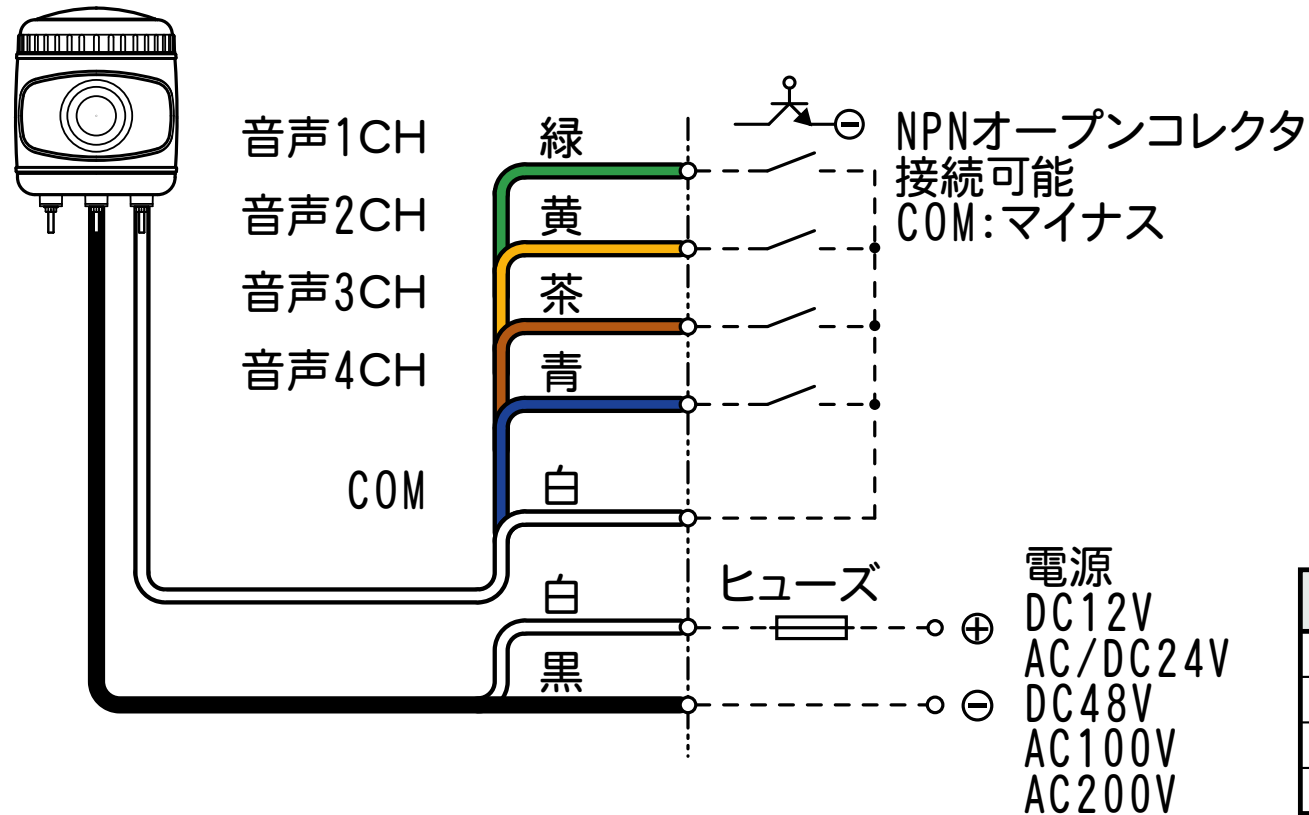 音声1CH
緑
NPNオープンコレクタ
接続可能
COM:マイナス
音声2CH
黄
音声3CH
茶
音声4CH
青
COM
白
白
ヒューズ
黒
電源
DC12V
AC/DC24V
DC48V
AC100V
AC200V